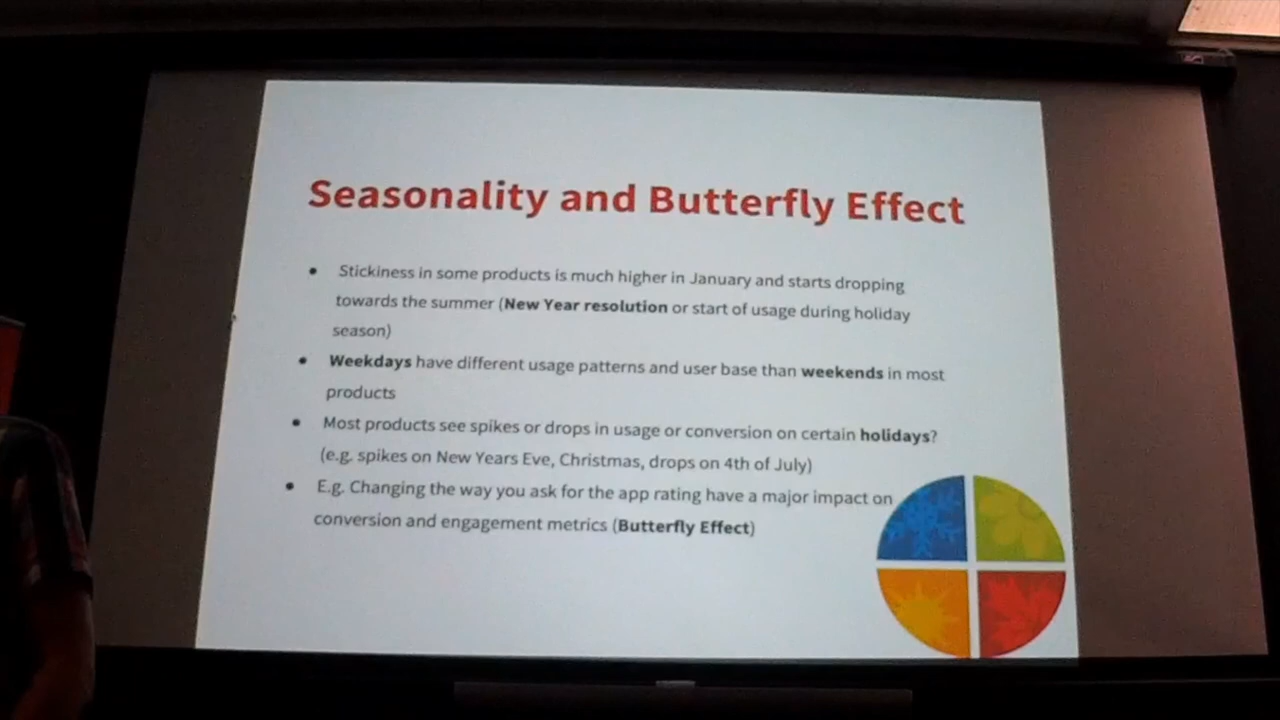 Seasonality and Butterfly Effect
• Stickiness in some products is much higher in January and starts dropping
towards the summer (New Year resolution or start of usage during holiday
season)
• Weekdays have different usage patterns and user base than weekends in most
products
• Most products see spikes or drops in usage or conversion on certain holidays?
(e.g. spikes on New Years Eve, Christmas, drops on 4th of July)
• E.g. Changing the way you ask for the app rating have a major impact on
conversion and engagement metrics (Butterfly Effect)